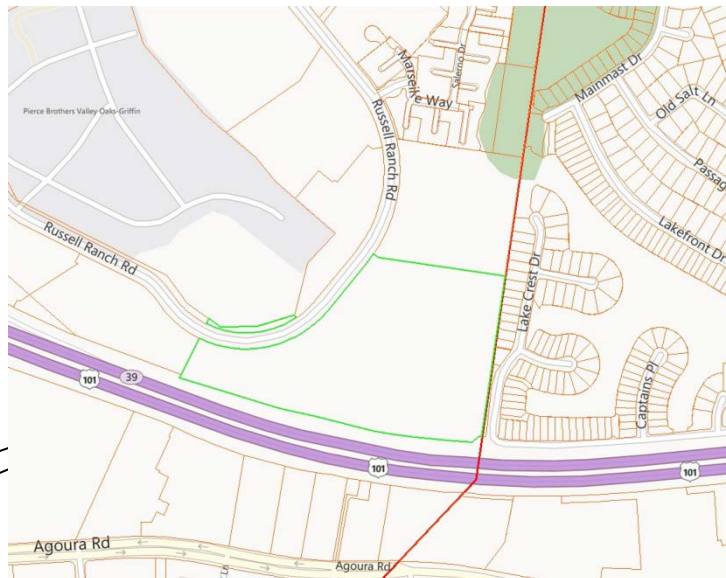 Marseille Way
Salerno Dr
Mainmast Dr
Old Salt Ln
Pierce Brothers Valley Oaks-Griffin
Russell Ranch Rd
Passag
Lakefront Dr
Russell Ranch Rd
Lake Crest Dr
39
101
Captains Pl
101
101
Agoura Rd
Agoura Rd